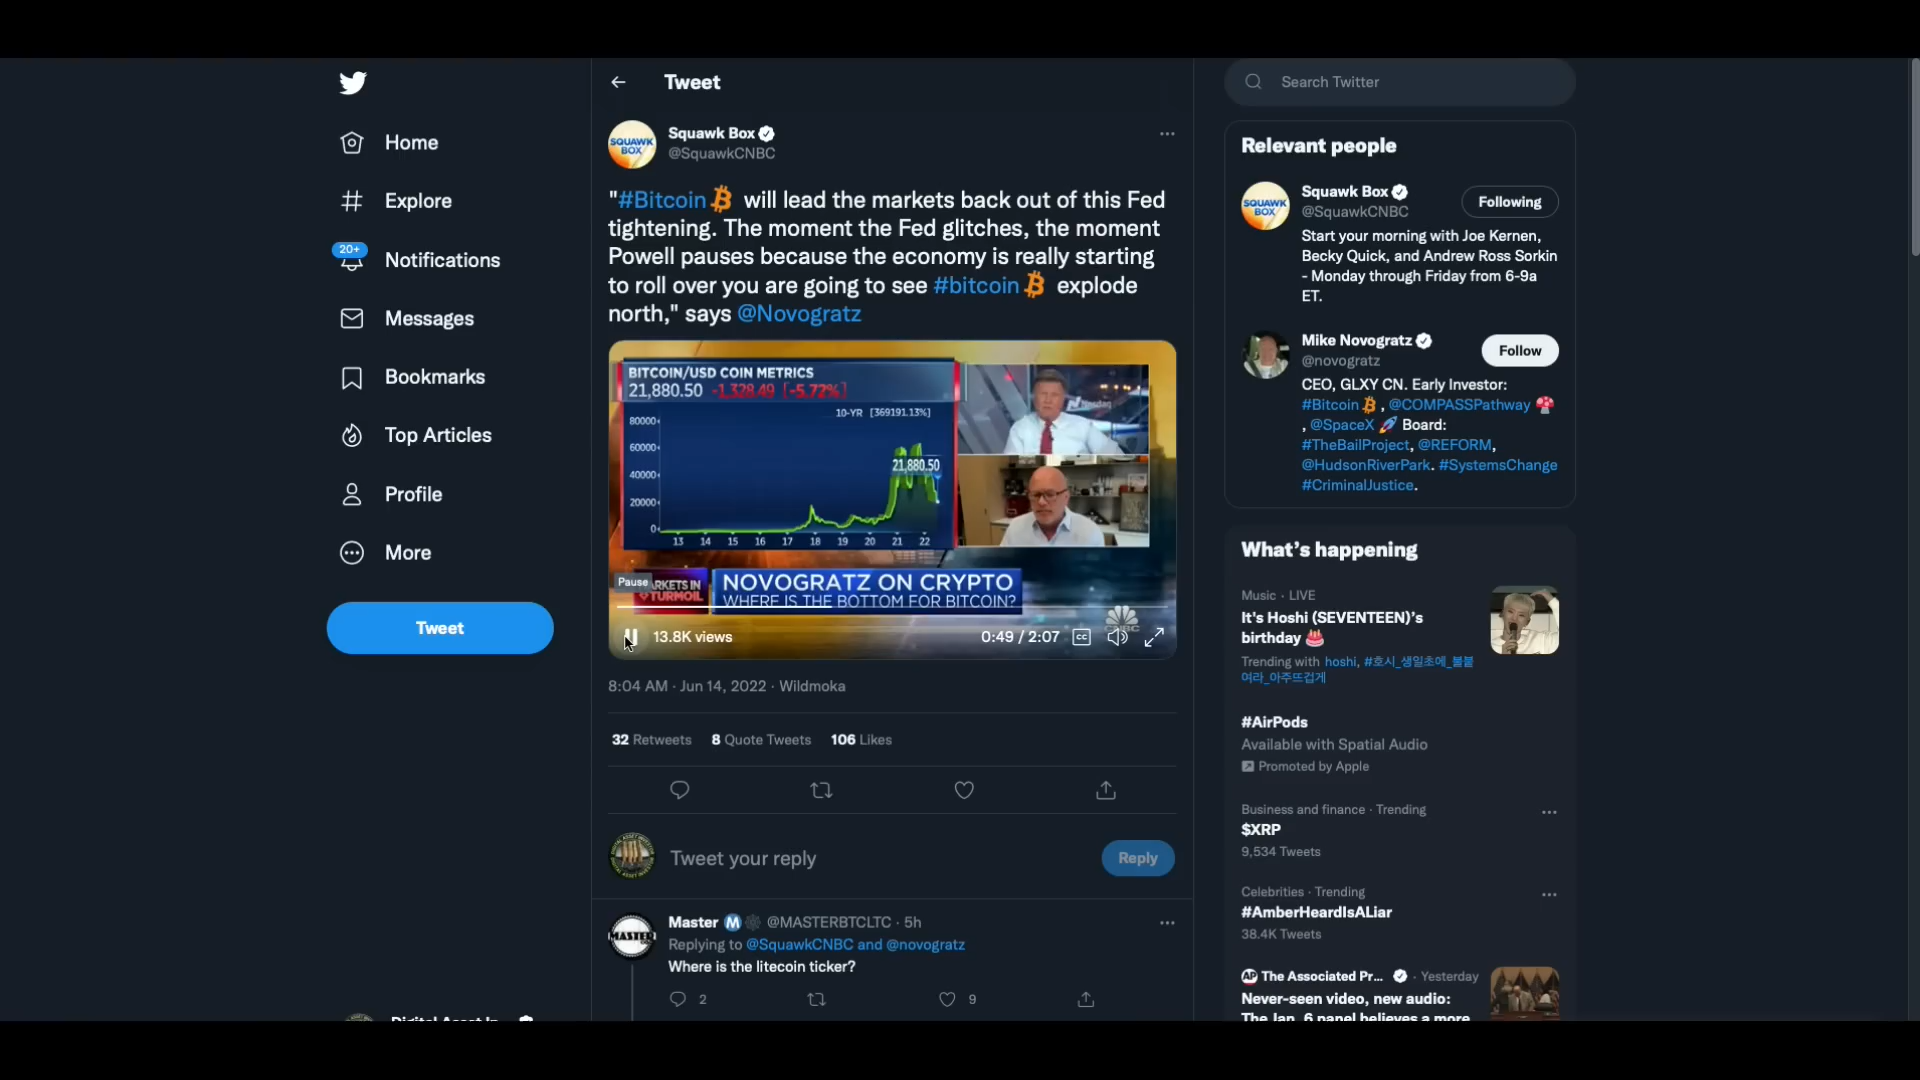 Home
Explore
20+
Notifications
Messages
Bookmarks
Top Articles
Profile
More
Tweet
Tweet
SQUAWK
BOX
Squawk Box
@SquawkCNBC
"#Bitcoin will lead the markets back out of this Fed
tightening. The moment the Fed glitches, the moment
Powell pauses because the economy is really starting
to roll over you are going to see #bitcoin explode
north," says @Novogratz
BITCOIN/USD COIN METRICS
21,880.50 -1,328.49 [-5.72%]
10-YR [369191.13%]
80000
60000
40000
20000
0
21,880.50
13 14 15 16 17 18 19 20 21 22
Nasdaq
Pause
MARKETS IN
TURMOIL
NOVOGRATZ ON CRYPTO
WHERE IS THE BOTTOM FOR BITCOIN?
CNBC
13.8K views
0:49 / 2:07
CC
8:04 AM · Jun 14, 2022 · Wildmoka
32 Retweets 8 Quote Tweets 106 Likes
Tweet your reply
Reply
MASTER
Master @MASTERBTCLTC · 5h
Replying to @SquawkCNBC and @novogratz
Where is the litecoin ticker?
2
9
Search Twitter
Relevant people
SQUAWK
BOX
Squawk Box
@SquawkCNBC
Following
Start your morning with Joe Kernen,
Becky Quick, and Andrew Ross Sorkin
- Monday through Friday from 6-9a
ET.
Mike Novogratz
@novogratz
Follow
CEO, GLXY CN. Early Investor:
#Bitcoin , @COMPASSPathway
, @SpaceX Board:
#TheBailProject, @REFORM,
@HudsonRiverPark. #SystemsChange
#CriminalJustice.
What's happening
Music · LIVE
It's Hoshi (SEVENTEEN)'s
birthday
Trending with hoshi, #호시_생일초에_불붙
여라_아주뜨겁게
#AirPods
Available with Spatial Audio
Promoted by Apple
Business and finance · Trending
$XRP
9,534 Tweets
Celebrities · Trending
#AmberHeardIsALiar
38.4K Tweets
AP The Associated Pr... · Yesterday
Never-seen video, new audio:
The Jan. 6 panel believes a more
Digital Asset In